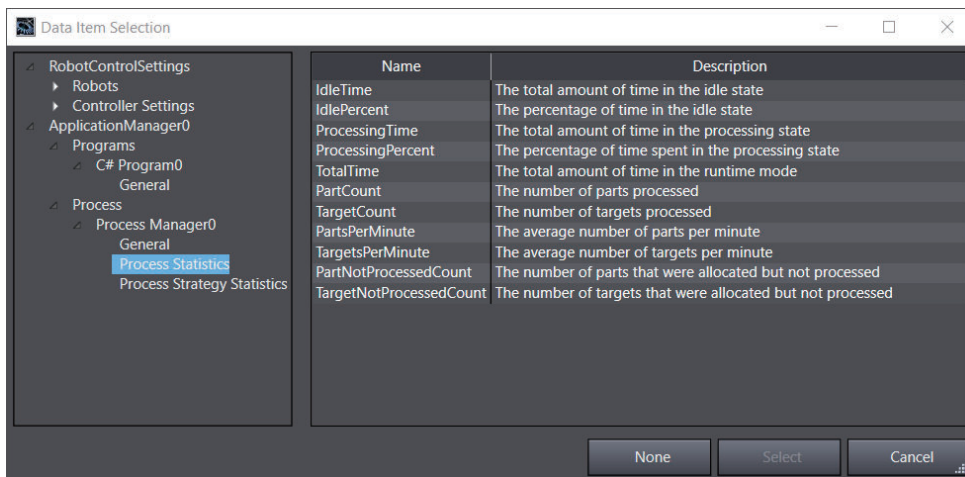 Data Item Selection
RobotControlSettings
Robots
Controller Settings
ApplicationManager0
Programs
C# Program0
General
Process
Process Manager0
General
Process Statistics
Process Strategy Statistics
Name Description
IdleTime The total amount of time in the idle state
IdlePercent The percentage of time in the idle state
ProcessingTime The total amount of time in the processing state
ProcessingPercent The percentage of time spent in the processing state
TotalTime The total amount of time in the runtime mode
PartCount The number of parts processed
TargetCount The number of targets processed
PartsPerMinute The average number of parts per minute
TargetsPerMinute The average number of targets per minute
PartNotProcessedCount The number of parts that were allocated but not processed
TargetNotProcessedCount The number of targets that were allocated but not processed
None Select Cancel